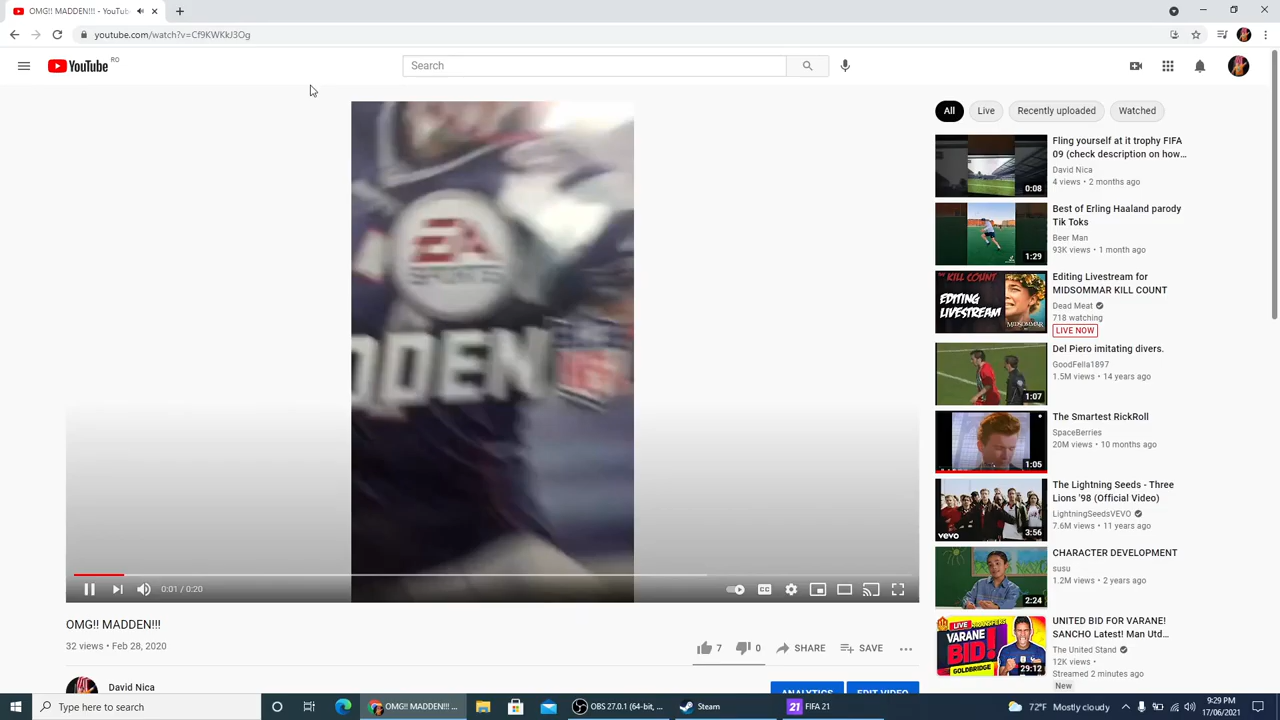 OMG!! MADDEN!!! - YouTub
youtube.com/watch?v=Cf9KWKkJ3Og
YouTube RO
Search
EA
DDEN
0:01 / 0:20
OMG!! MADDEN!!!
32 views • Feb 28, 2020
7
0
SHARE
SAVE
David Nica
ANALYTICS
EDIT VIDEO
All
Live
Recently uploaded
Watched
Fling yourself at it trophy FIFA
09 (check description on how…
David Nica
4 views • 2 months ago
0:08
Best of Erling Haaland parody
Tik Toks
Beer Man
93K views • 1 month ago
1:29
THE KILL COUNT
EDITING
LIVESTREAM
MIDSOMMAR
Editing Livestream for
MIDSOMMAR KILL COUNT
Dead Meat
718 watching
LIVE NOW
Del Piero imitating divers.
GoodFella1897
1.5M views • 14 years ago
1:07
The Smartest RickRoll
SpaceBerries
20M views • 10 months ago
1:05
The Lightning Seeds - Three
Lions '98 (Official Video)
LightningSeedsVEVO
7.6M views • 11 years ago
vevo
3:56
CHARACTER DEVELOPMENT
susu
1.2M views • 2 years ago
2:24
LIVE TRANSFERS
VARANE
BID!
GOLDBRIDGE
29:12
UNITED BID FOR VARANE!
SANCHO Latest! Man Utd…
The United Stand
12K views •
Streamed 2 minutes ago
New
Type here to search
OMG!! MADDEN!!! ...
OBS 27.0.1 (64-bit, ...
Steam
21
FIFA 21
72°F Mostly cloudy
9:29 PM
17/06/2021